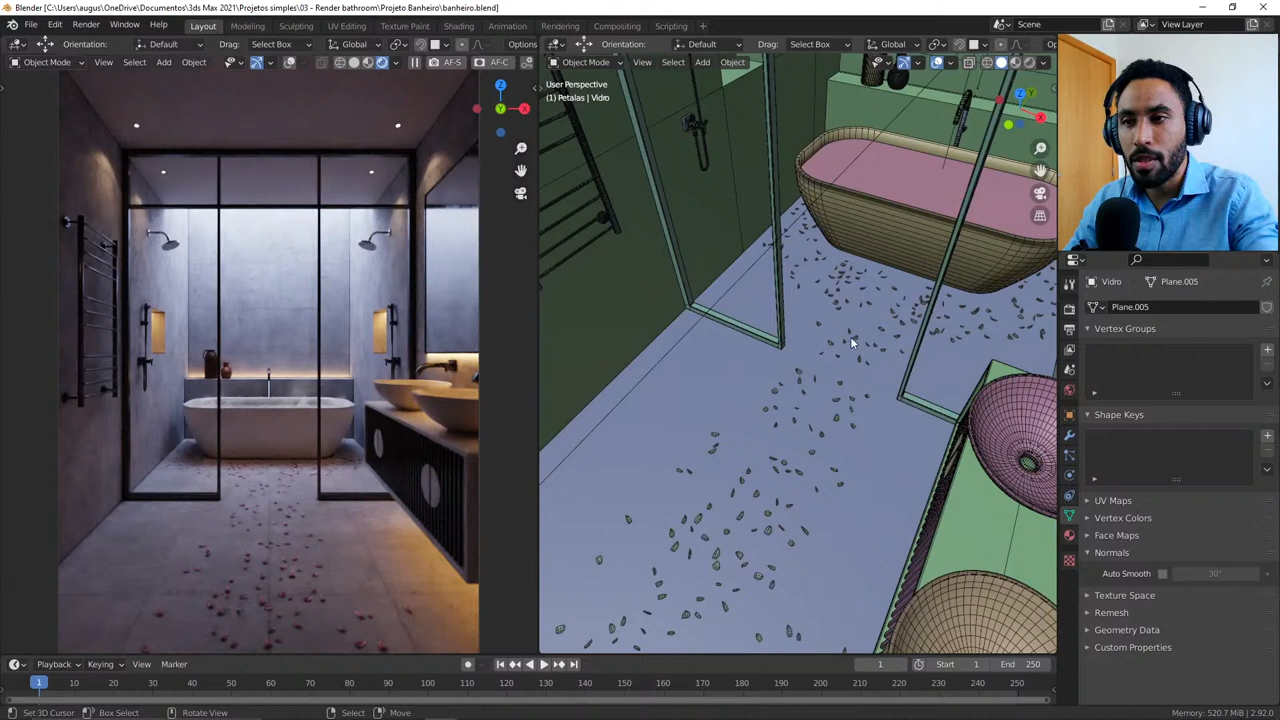 Blender [C:\Users\augus\OneDrive\Documentos\3ds Max 2021\Projetos simples\03 - Render bathroom\Projeto Banheiro\banheiro.blend]
File Edit Render Window Help Layout Modeling Sculpting UV Editing Texture Paint Shading Animation Rendering Compositing Scripting + Scene View Layer
Orientation: Default Drag: Select Box Global Options
Orientation: Default Drag: Select Box Global Op
Object Mode View Select Add Object AF-S AF-C
Object Mode View Select Add Object
User Perspective
(1) Petalas | Vidro
Z
Y X
Z Y
X
Vidro Plane.005
Plane.005
Vertex Groups
Shape Keys
UV Maps
Vertex Colors
Face Maps
Normals
Auto Smooth 30°
Texture Space
Remesh
Geometry Data
Custom Properties
Playback Keying View Marker 1 Start 1 End 250
1 10 20 30 40 50 60 70 80 90 100 110 120 130 140 150 160 170 180 190 200 210 220 230 240 250
Set 3D Cursor Box Select Rotate View Select Move Memory: 520.7 MiB | 2.92.0